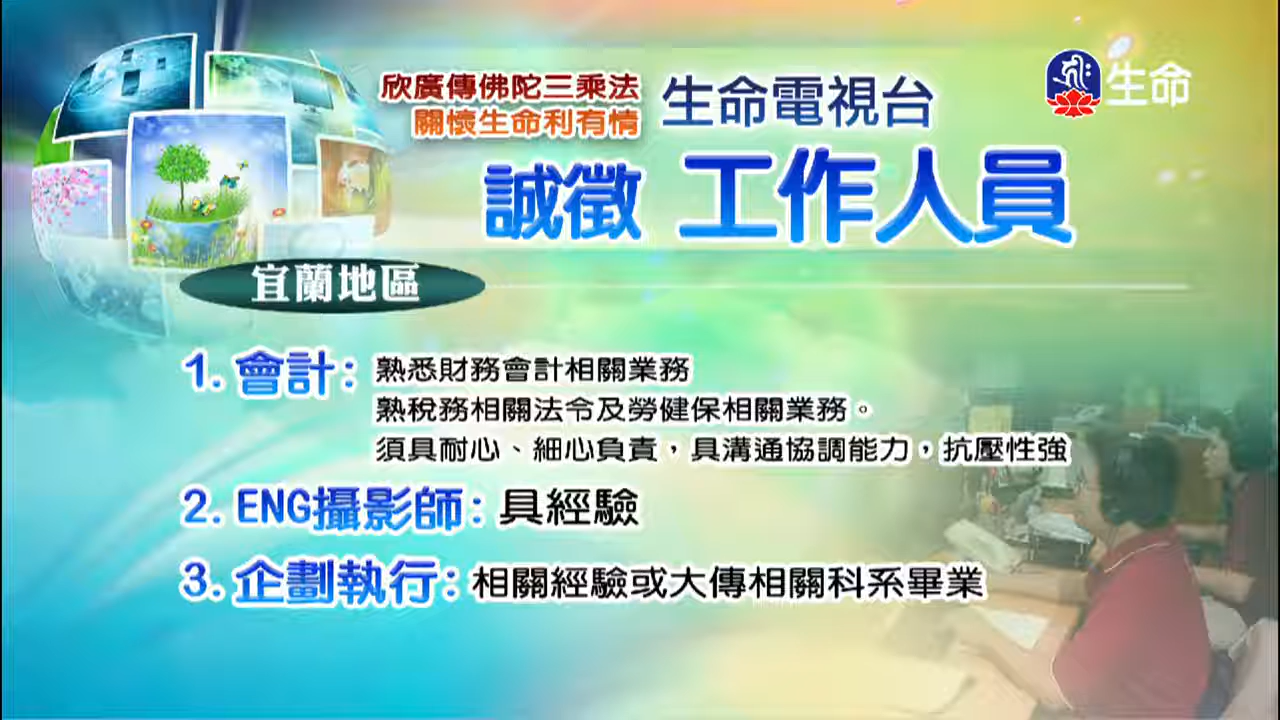 欣廣傳佛陀三乘法
關懷生命利有情
生命電視台
生命
誠徵 工作人員
宜蘭地區
1. 會計：熟悉財務會計相關業務
熟稅務相關法令及勞健保相關業務。
須具耐心、細心負責，具溝通協調能力，抗壓性強
2. ENG攝影師：具經驗
3. 企劃執行：相關經驗或大傳相關科系畢業